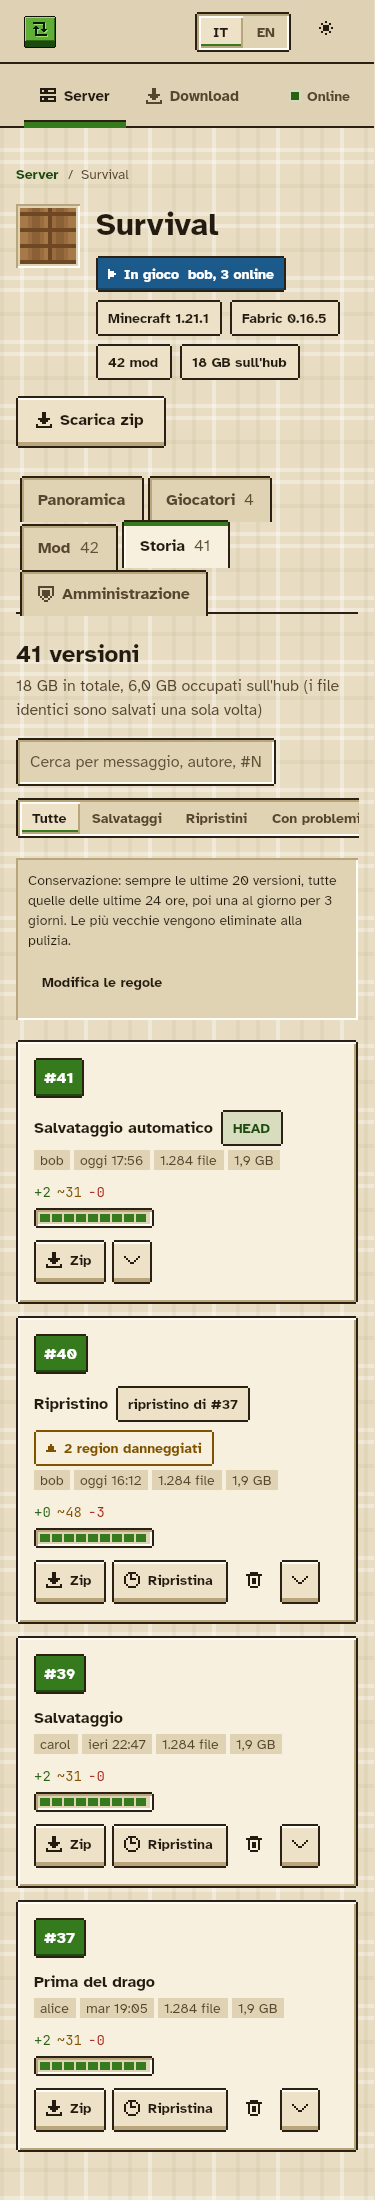 IT EN
Server Download Online
Server / Survival
Survival
In gioco bob, 3 online
Minecraft 1.21.1 Fabric 0.16.5
42 mod 18 GB sull'hub
Scarica zip
Panoramica Giocatori 4
Mod 42 Storia 41
Amministrazione
41 versioni
18 GB in totale, 6,0 GB occupati sull'hub (i file
identici sono salvati una sola volta)
Cerca per messaggio, autore, #N
Tutte Salvataggi Ripristini Con problemi
Conservazione: sempre le ultime 20 versioni, tutte
quelle delle ultime 24 ore, poi una al giorno per 3
giorni. Le più vecchie vengono eliminate alla
pulizia.
Modifica le regole
#41
Salvataggio automatico HEAD
bob oggi 17:56 1.284 file 1,9 GB
+2 ~31 -0
Zip
#40
Ripristino ripristino di #37
2 region danneggiati
bob oggi 16:12 1.284 file 1,9 GB
+0 ~48 -3
Zip Ripristina
#39
Salvataggio
carol ieri 22:47 1.284 file 1,9 GB
+2 ~31 -0
Zip Ripristina
#37
Prima del drago
alice mar 19:05 1.284 file 1,9 GB
+2 ~31 -0
Zip Ripristina